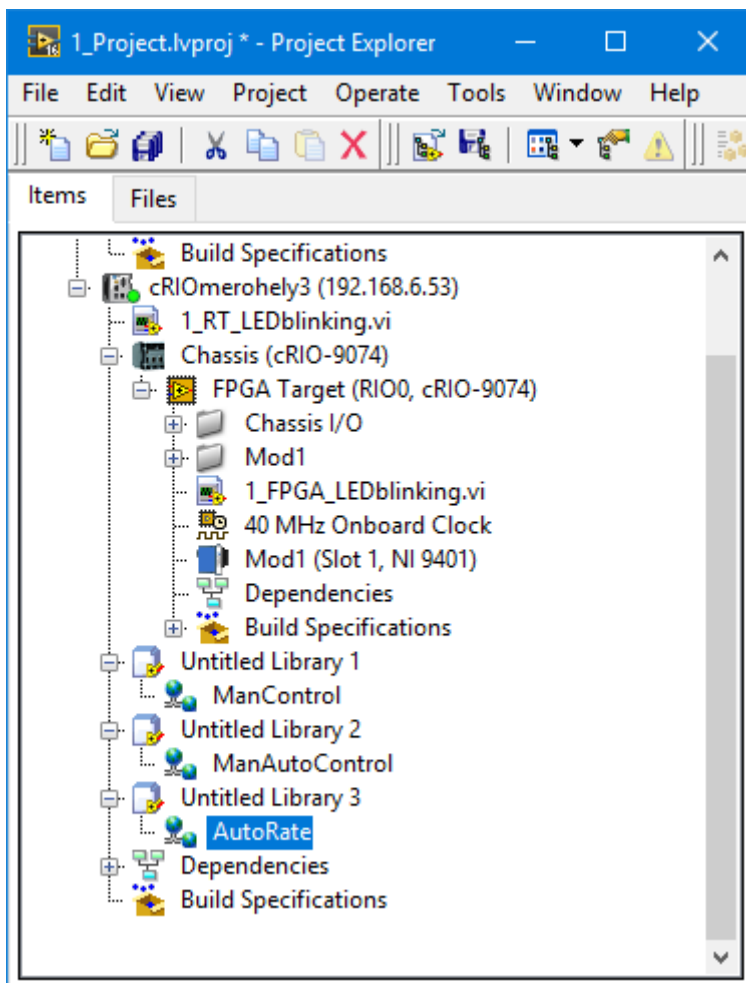 1_Project.lvproj * - Project Explorer
File Edit View Project Operate Tools Window Help
Items Files
Build Specifications
cRIOmerohely3 (192.168.6.53)
1_RT_LEDblinking.vi
Chassis (cRIO-9074)
FPGA Target (RIO0, cRIO-9074)
Chassis I/O
Mod1
1_FPGA_LEDblinking.vi
40 MHz Onboard Clock
Mod1 (Slot 1, NI 9401)
Dependencies
Build Specifications
Untitled Library 1
ManControl
Untitled Library 2
ManAutoControl
Untitled Library 3
AutoRate
Dependencies
Build Specifications